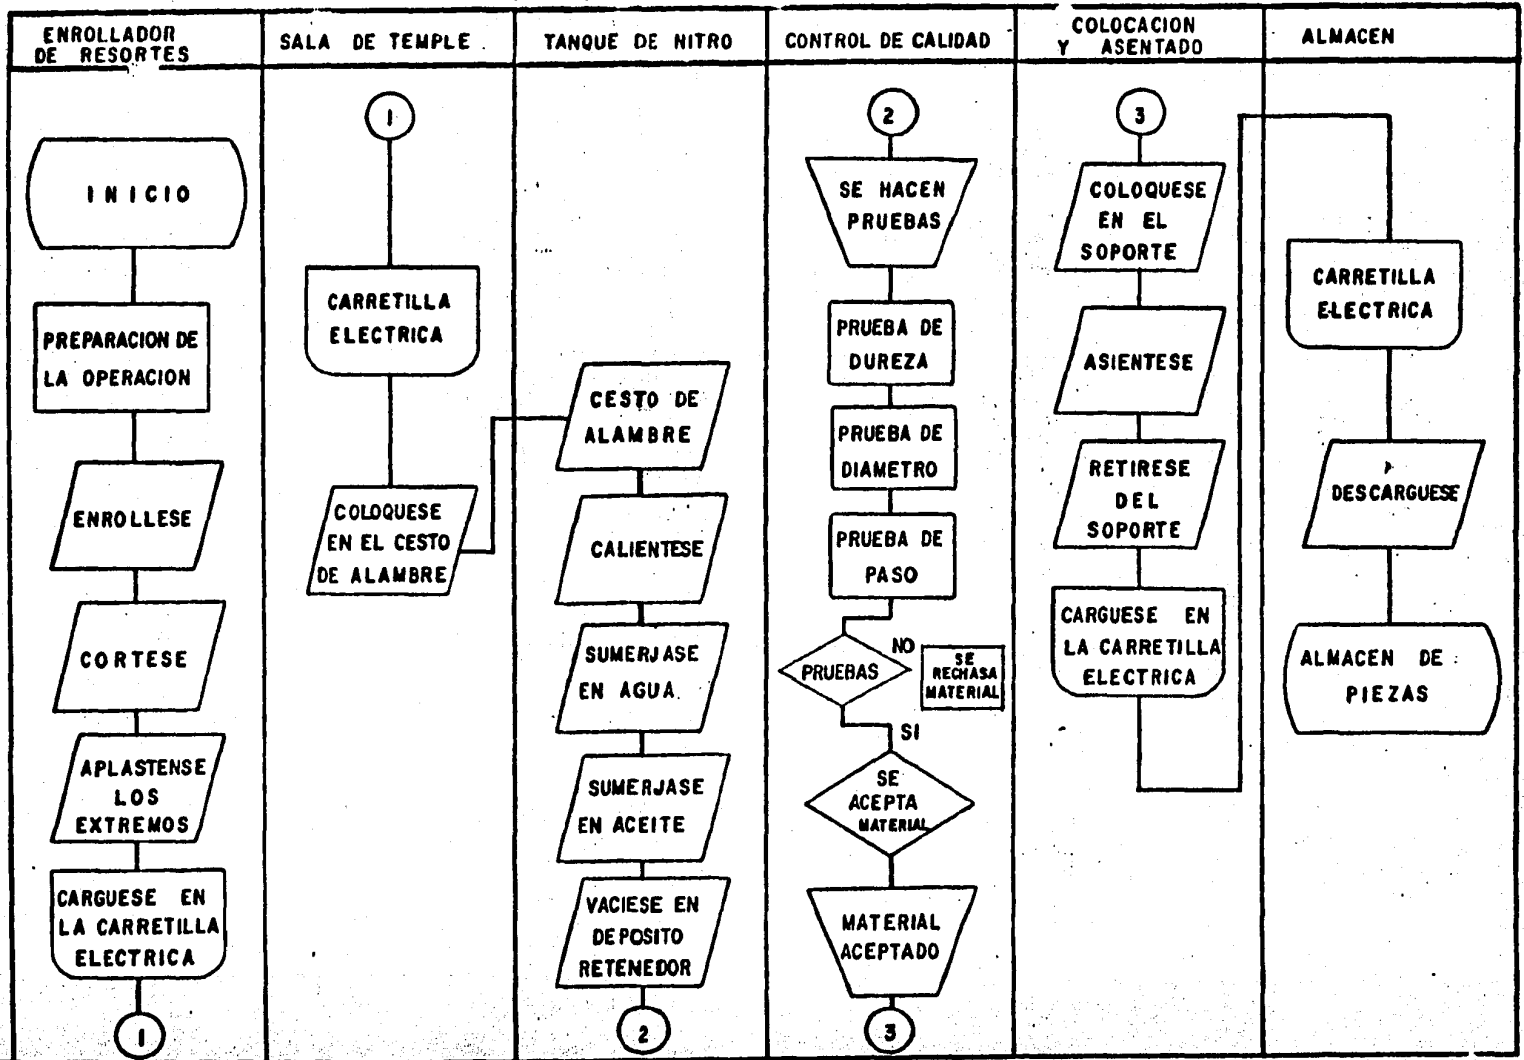 ENROLLADOR
DE RESORTES
SALA DE TEMPLE
TANQUE DE NITRO
CONTROL DE CALIDAD
COLOCACION
Y ASENTADO
ALMACEN
INICIO
PREPARACION DE
LA OPERACION
ENROLLESE
CORTESE
APLASTENSE
LOS
EXTREMOS
CARGUESE EN
LA CARRETILLA
ELECTRICA
1
1
CARRETILLA
ELECTRICA
COLOQUESE
EN EL CESTO
DE ALAMBRE
CESTO DE
ALAMBRE
CALIENTESE
SUMERJASE
EN AGUA
SUMERJASE
EN ACEITE
VACIESE EN
DEPOSITO
RETENEDOR
2
2
SE HACEN
PRUEBAS
PRUEBA DE
DUREZA
PRUEBA DE
DIAMETRO
PRUEBA DE
PASO
PRUEBAS
NO
SE
RECHASA
MATERIAL
SI
SE
ACEPTA
MATERIAL
MATERIAL
ACEPTADO
3
3
COLOQUESE
EN EL
SOPORTE
ASIENTESE
RETIRESE
DEL
SOPORTE
CARGUESE EN
LA CARRETILLA
ELECTRICA
CARRETILLA
ELECTRICA
DESCARGUESE
ALMACEN DE
PIEZAS